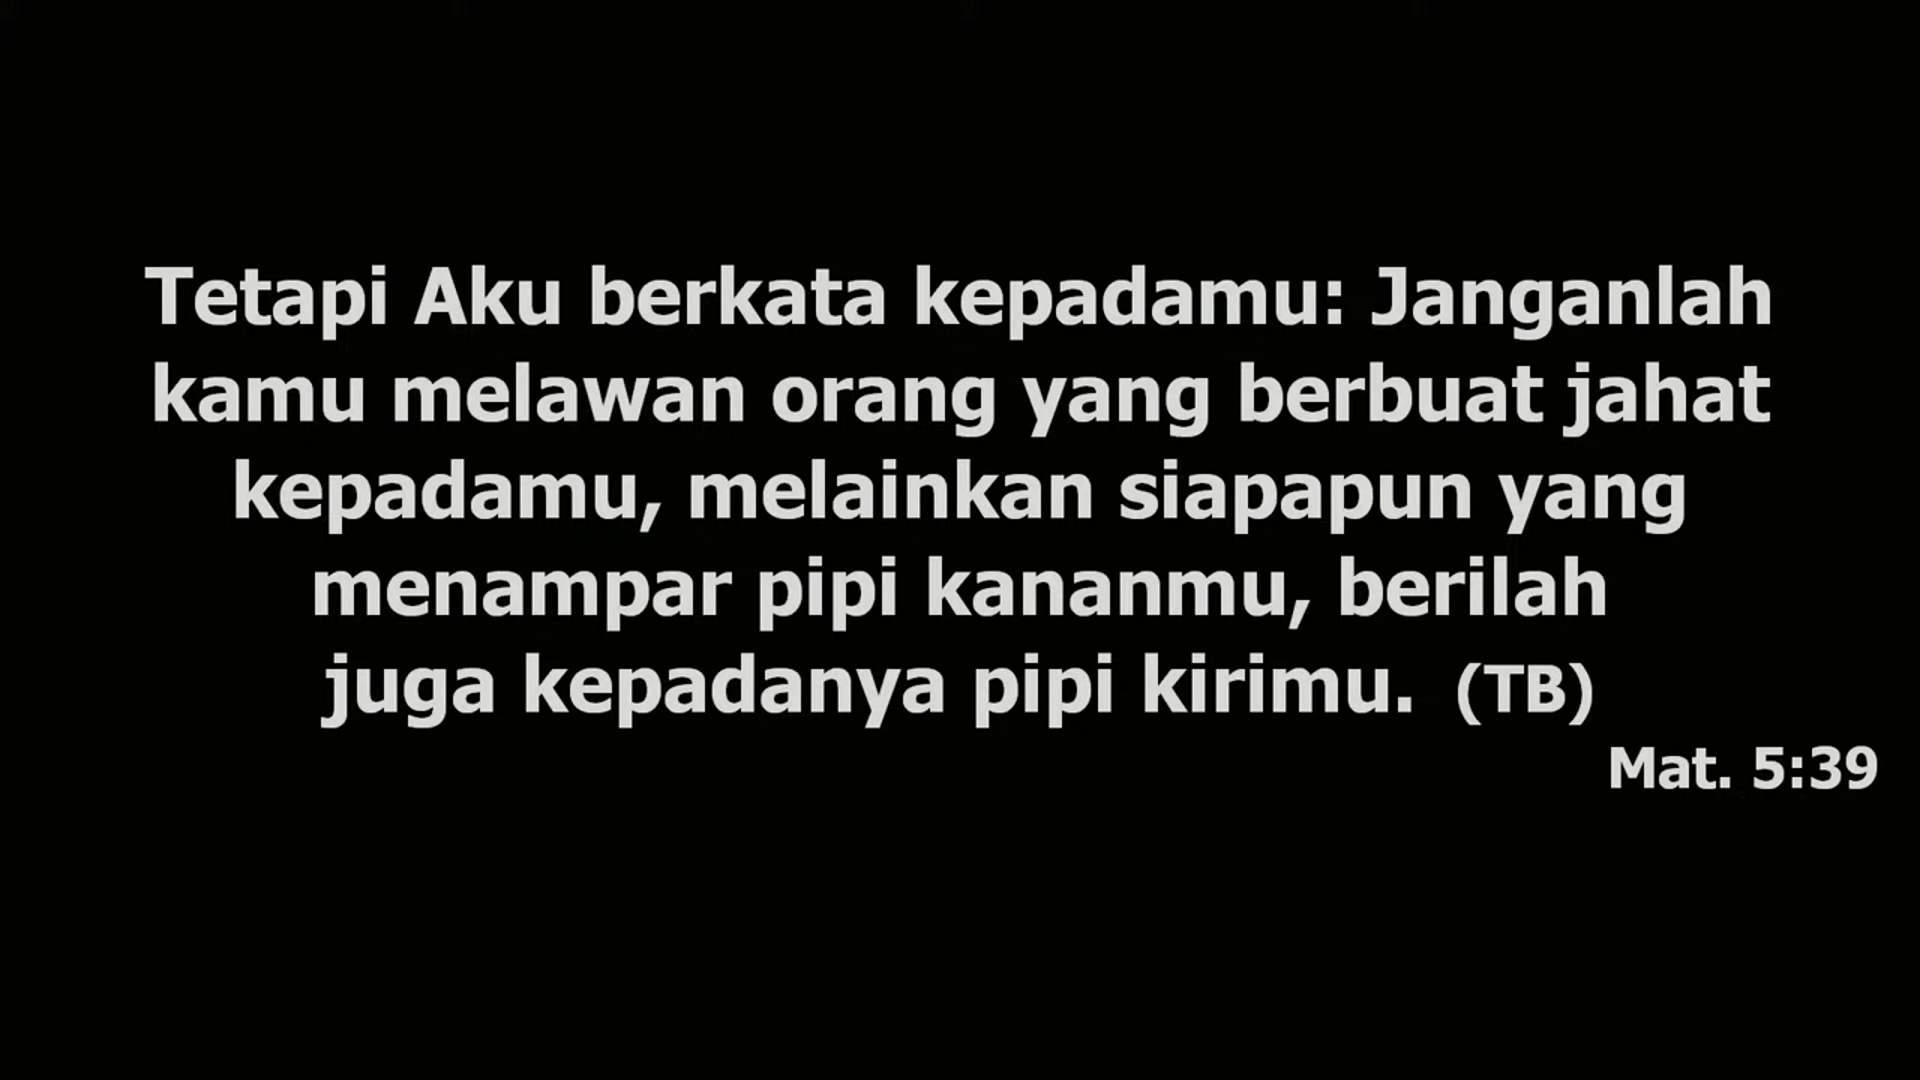 Tetapi Aku berkata kepadamu: Janganlah
kamu melawan orang yang berbuat jahat
kepadamu, melainkan siapapun yang
menampar pipi kananmu, berilah
juga kepadanya pipi kirimu. (TB)
Mat. 5:39